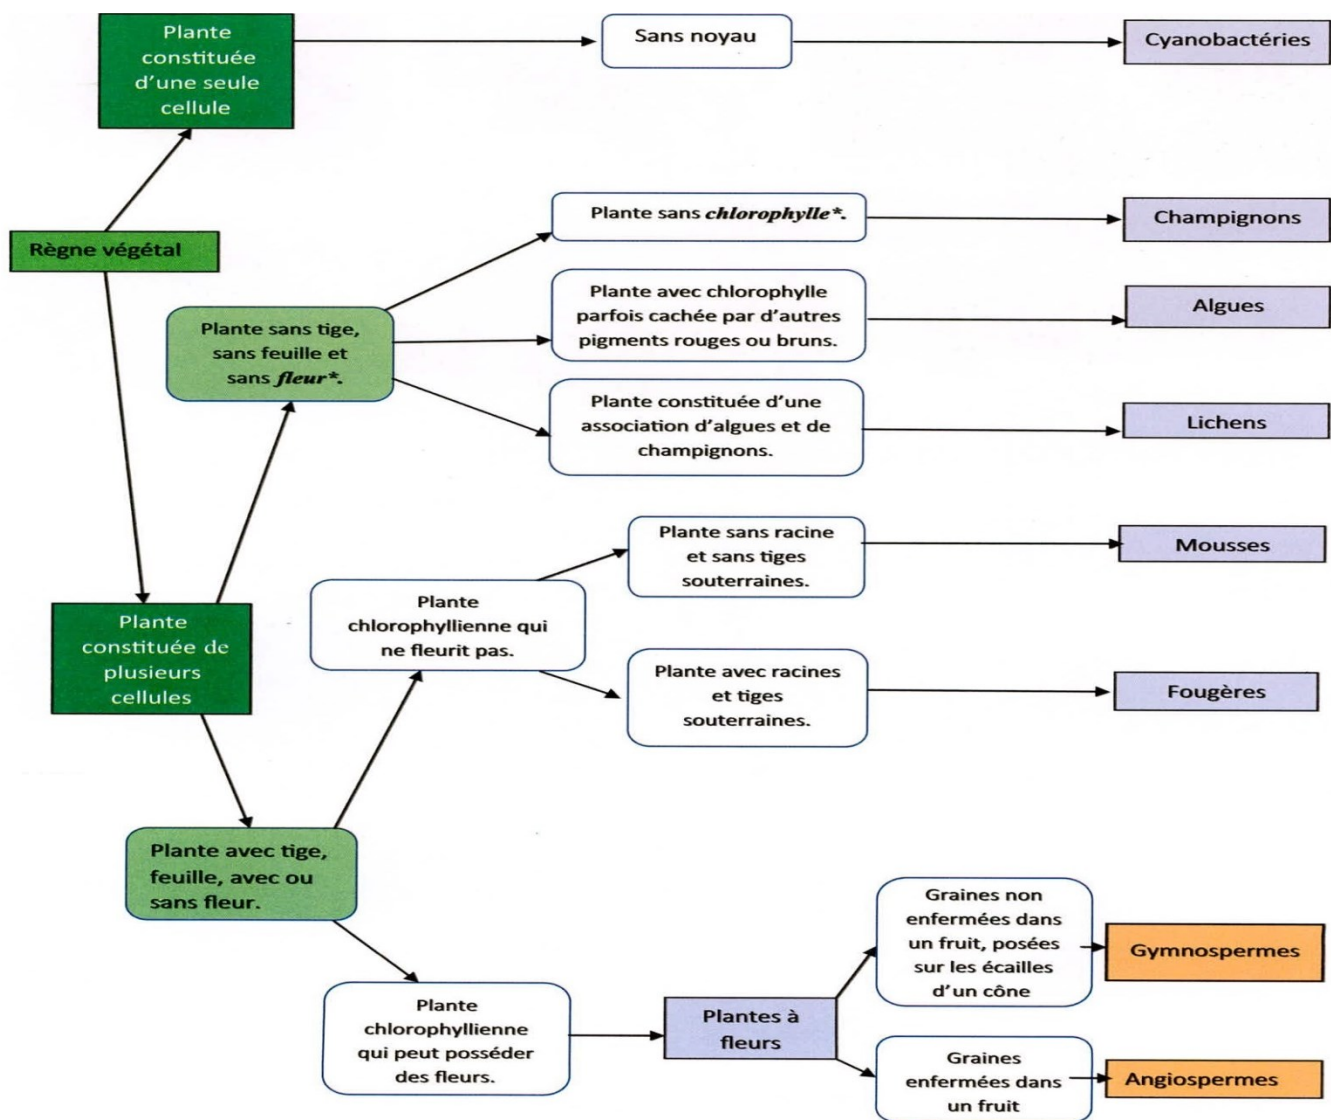 Plante
constituée
d'une seule
cellule
Sans noyau
Cyanobactéries
Règne végétal
Plante sans chlorophylle*.
Champignons
Plante avec chlorophylle
parfois cachée par d'autres
pigments rouges ou bruns.
Algues
Plante sans tige,
sans feuille et
sans fleur*.
Plante constituée d'une
association d'algues et de
champignons.
Lichens
Plante sans racine
et sans tiges
souterraines.
Mousses
Plante
chlorophyllienne qui
ne fleurit pas.
Plante
constituée de
plusieurs
cellules
Plante avec racines
et tiges
souterraines.
Fougères
Plante avec tige,
feuille, avec ou
sans fleur.
Graines non
enfermées dans
un fruit, posées
sur les écailles
d'un cône
Gymnospermes
Plante
chlorophyllienne
qui peut posséder
des fleurs.
Plantes à
fleurs
Graines
enfermées dans
un fruit
Angiospermes